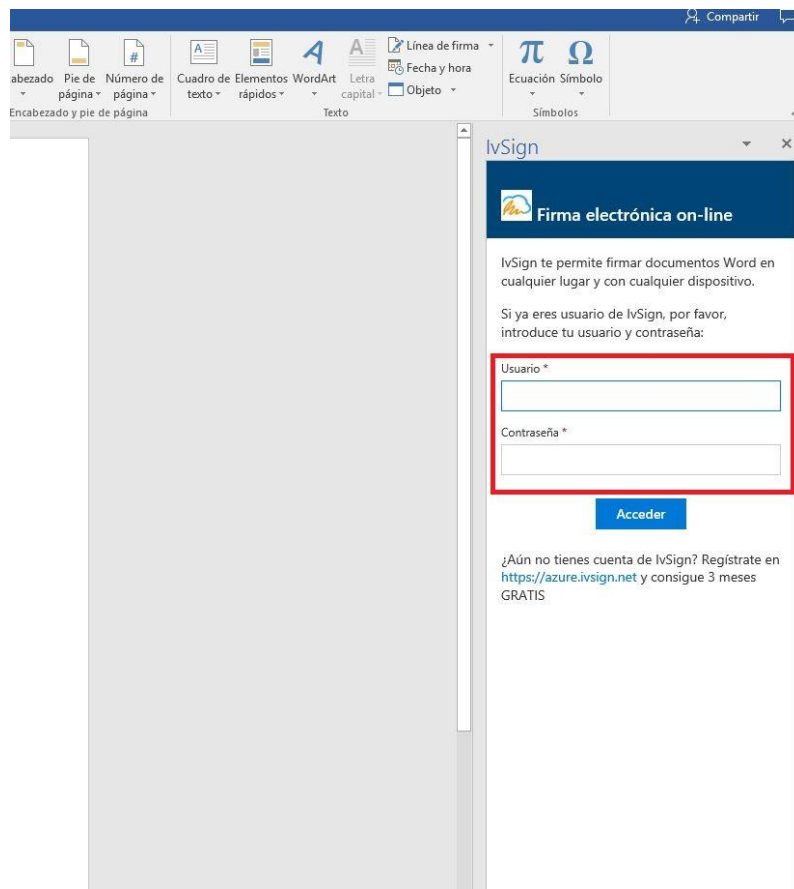 Compartir
abezado Pie de Número de Cuadro de Elementos WordArt Letra Línea de firma Ecuación Símbolo
página página texto rápidos capital Fecha y hora
Objeto
Encabezado y pie de página Texto Símbolos
IvSign
Firma electrónica on-line
IvSign te permite firmar documentos Word en
cualquier lugar y con cualquier dispositivo.
Si ya eres usuario de IvSign, por favor,
introduce tu usuario y contraseña:
Usuario *
Contraseña *
Acceder
¿Aún no tienes cuenta de IvSign? Regístrate en
https://azure.ivsign.net y consigue 3 meses
GRATIS